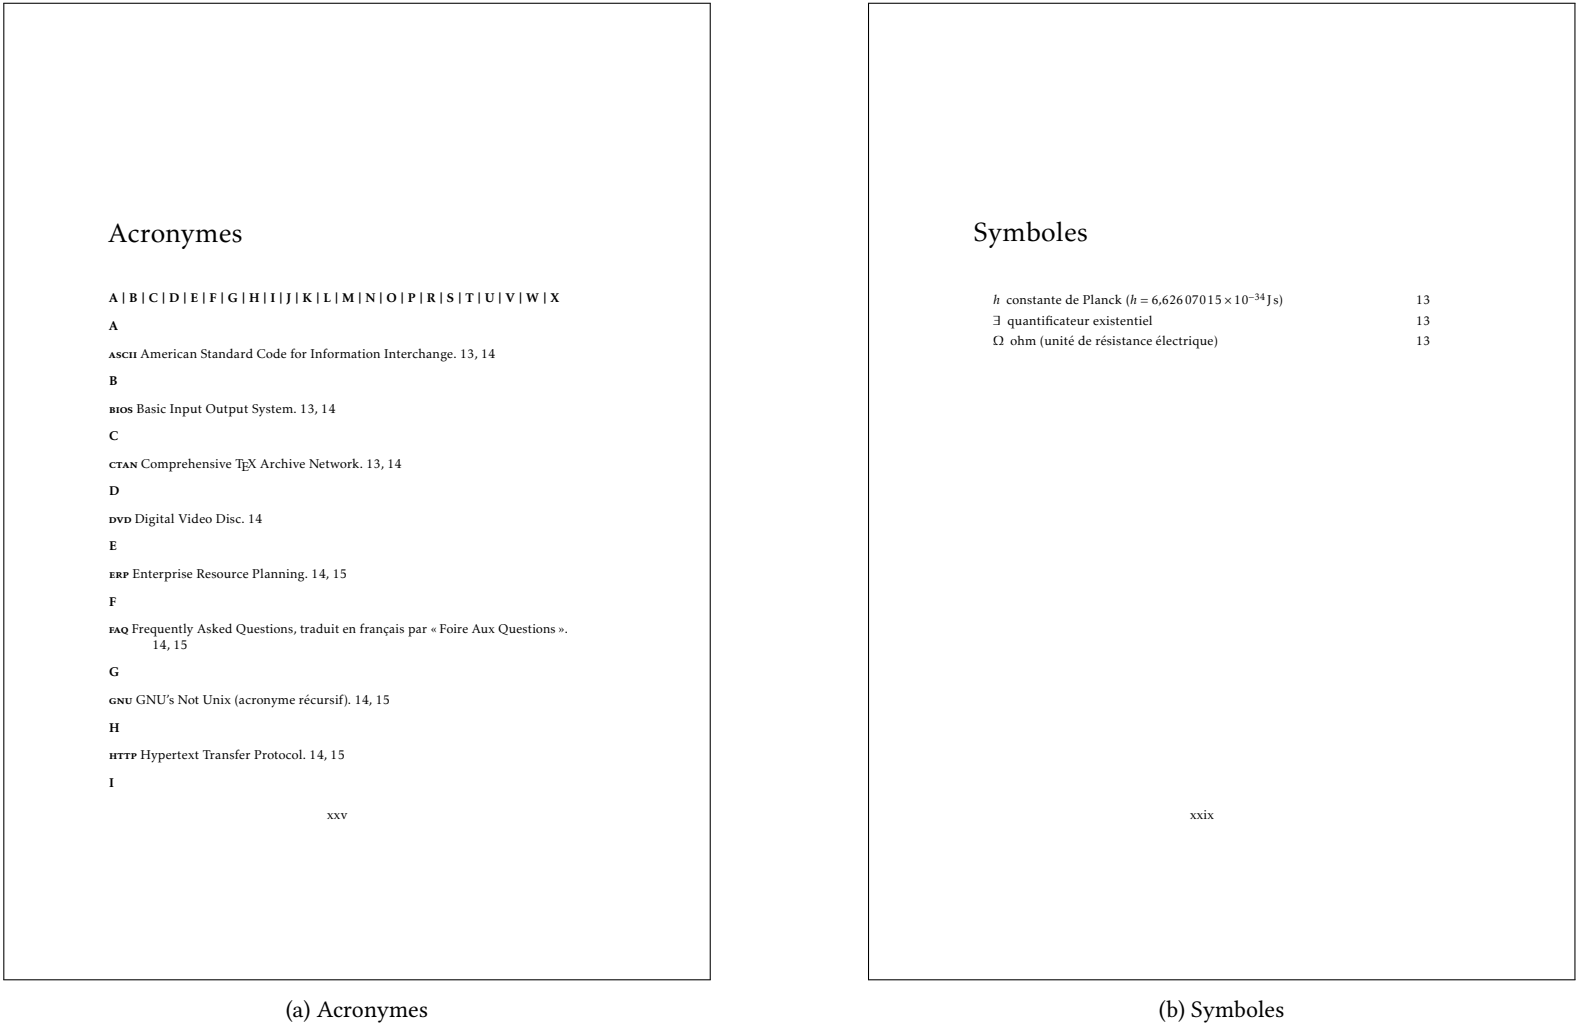 Acronymes
A | B | C | D | E | F | G | H | I | J | K | L | M | N | O | P | R | S | T | U | V | W | X
A
ASCII American Standard Code for Information Interchange. 13, 14
B
BIOS Basic Input Output System. 13, 14
C
CTAN Comprehensive TEX Archive Network. 13, 14
D
DVD Digital Video Disc. 14
E
ERP Enterprise Resource Planning. 14, 15
F
FAQ Frequently Asked Questions, traduit en français par « Foire Aux Questions ».
14, 15
G
GNU GNU’s Not Unix (acronyme récursif). 14, 15
H
HTTP Hypertext Transfer Protocol. 14, 15
I
xxv
(a) Acronymes
Symboles
h constante de Planck (h = 6,626 070 15 × 10⁻³⁴ J s) 13
∃ quantificateur existentiel 13
Ω ohm (unité de résistance électrique) 13
xxix
(b) Symboles